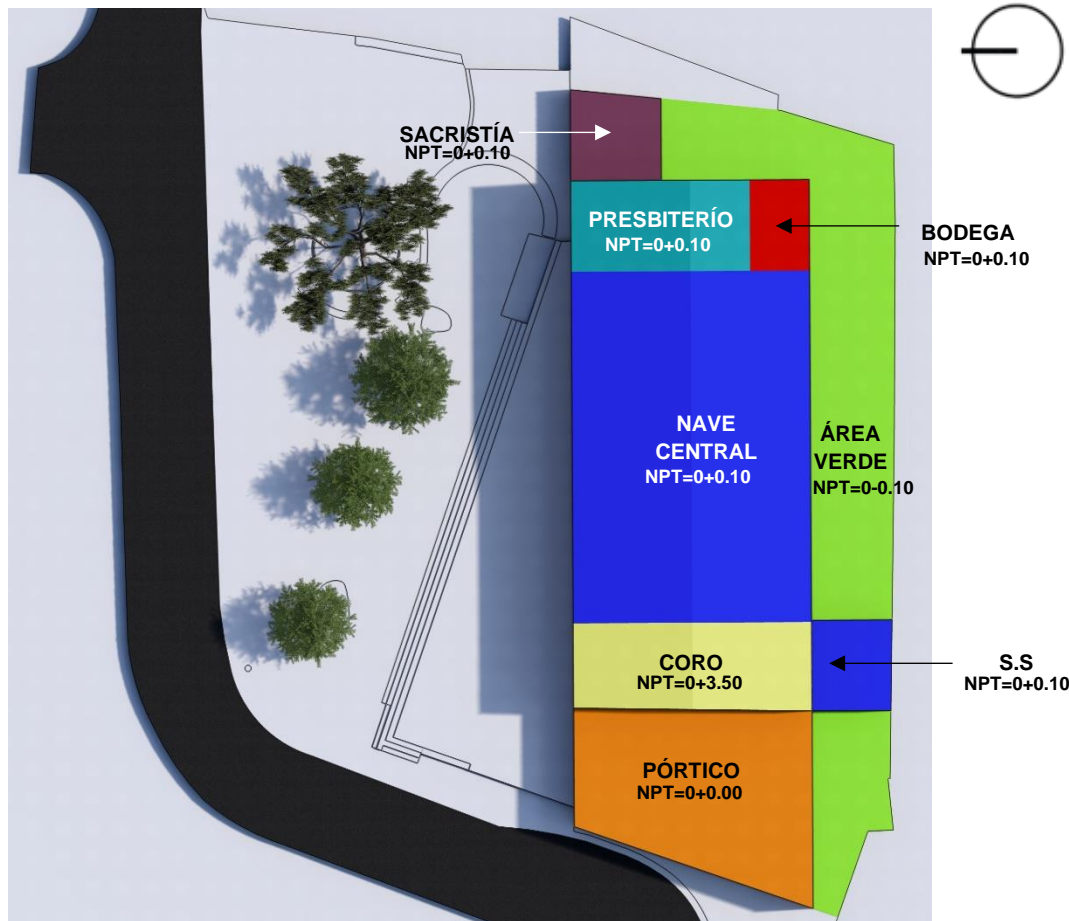 SACRISTÍA
NPT=0+0.10
PRESBITERÍO
NPT=0+0.10
BODEGA
NPT=0+0.10
NAVE
CENTRAL
NPT=0+0.10
ÁREA
VERDE
NPT=0-0.10
CORO
NPT=0+3.50
S.S
NPT=0+0.10
PÓRTICO
NPT=0+0.00